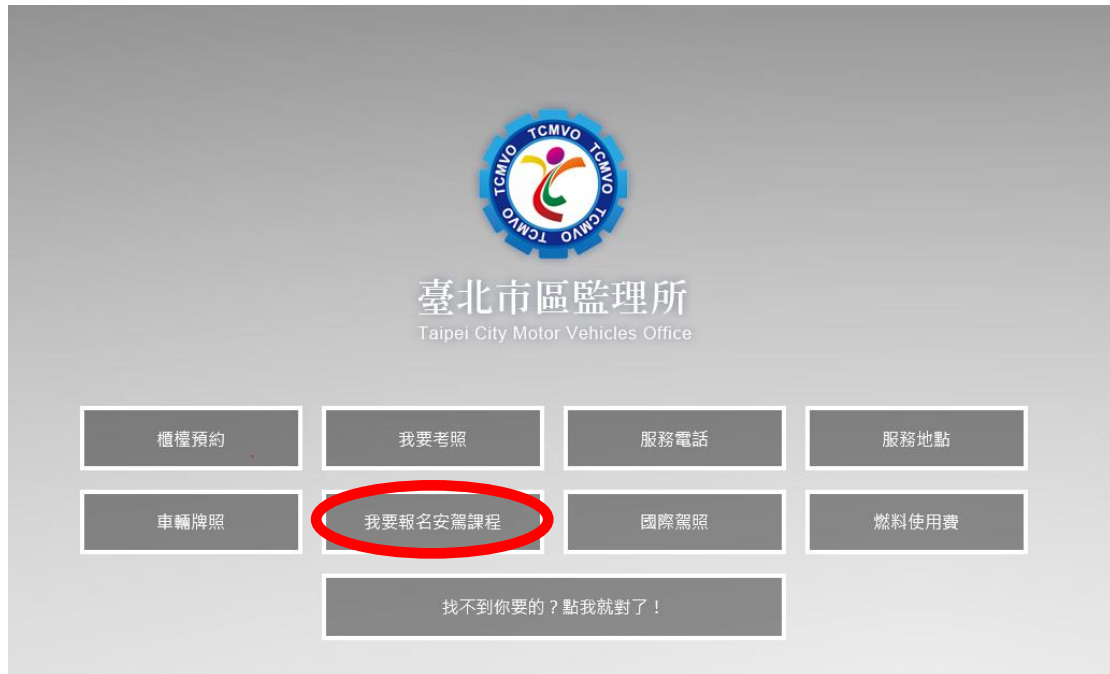 TCMVO TCMVO TCMVO TCMVO TCMVO
臺北市區監理所
Taipei City Motor Vehicles Office
櫃檯預約 我要考照 服務電話 服務地點
車輛牌照 我要報名安駕課程 國際駕照 燃料使用費
找不到你要的？點我就對了！